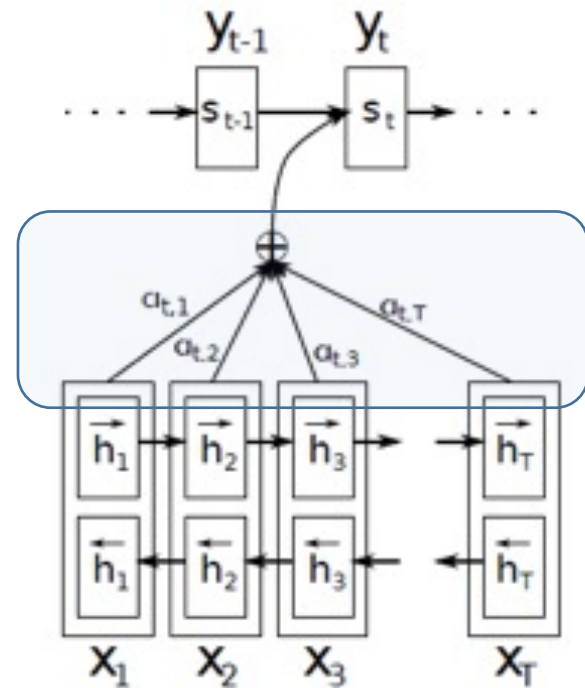 y_{t-1} y_t
. . . s_{t-1} s_t . . .
⊕
α_{t,1} α_{t,2} α_{t,3} α_{t,T}
→h_1 →h_2 →h_3 →h_T
←h_1 ←h_2 ←h_3 ←h_T
x_1 x_2 x_3 x_T